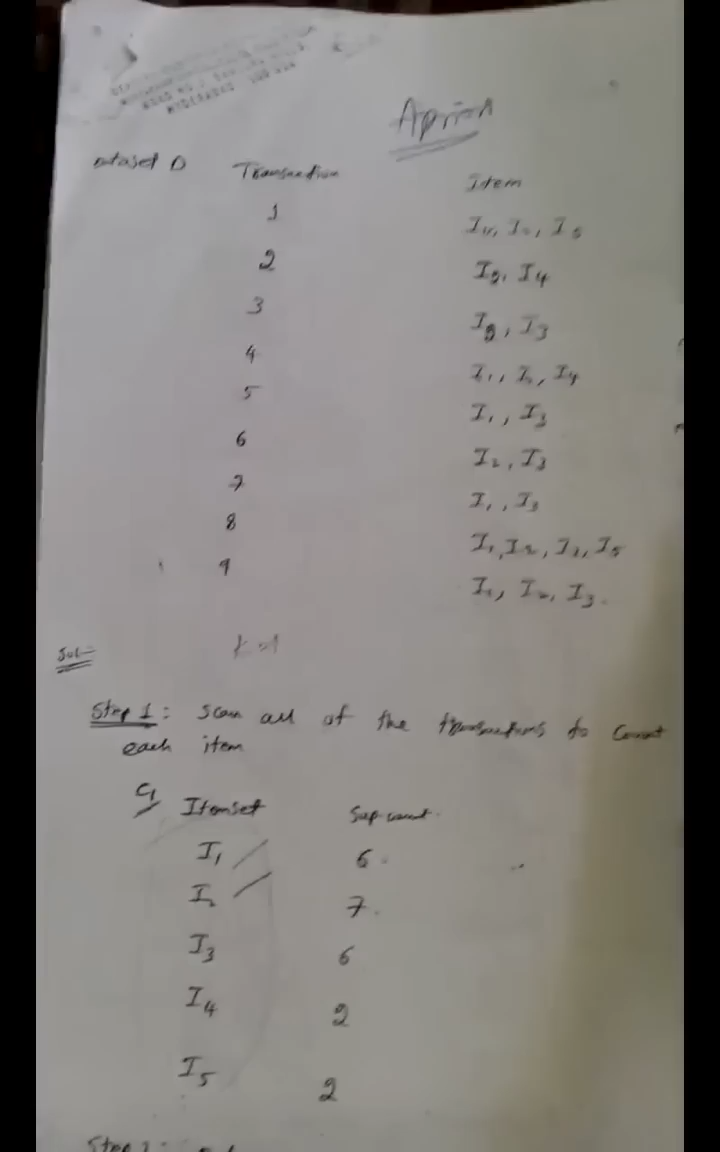 HYDERABAD
Apriori
Dataset D Transaction Item
1 I1, I2, I5
2 I2, I4
3 I2, I3
4 I1, I2, I4
5 I1, I3
6 I2, I3
7 I1, I3
8 I1, I2, I3, I5
9 I1, I2, I3.
Sol:-
Step 1: Scan all of the transactions to Count
each item
C1 Itemset Sup-count.
I1 6
I2 7
I3 6
I4 2
I5 2